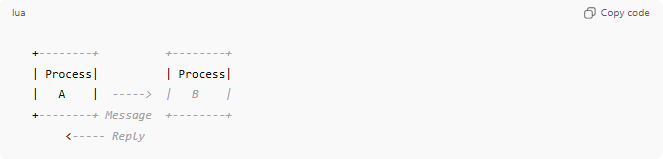 lua Copy code
+--------+ +--------+
| Process| | Process|
| A | -----> | B |
+--------+ Message +--------+
<----- Reply